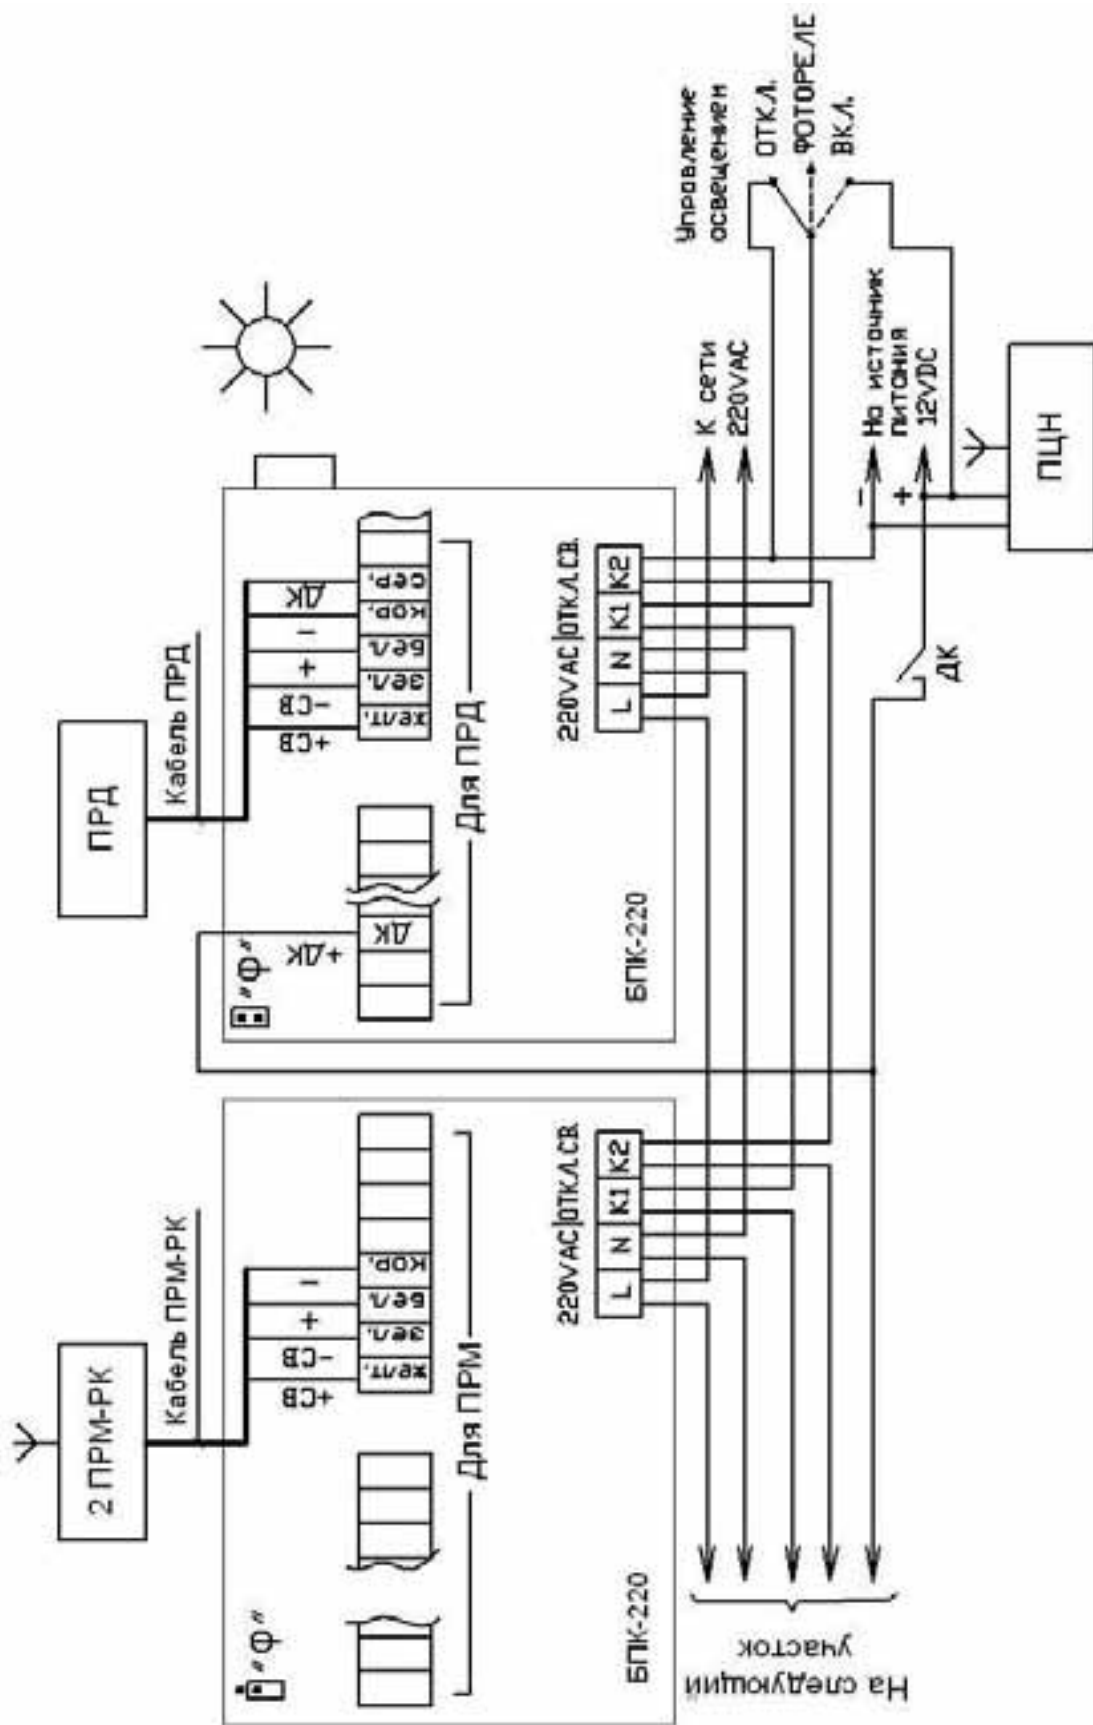 2 ПРМ-РК
ПРД
Кабель ПРМ-РК
Кабель ПРД
"Ф"
+СВ
-СВ
+
-
"Ф"
+ДК
+СВ
-СВ
+
-
ДК
желт.
зел.
бел.
кор.
ДК
желт.
зел.
бел.
кор.
сер.
Для ПРМ
Для ПРД
220VAC
ОТКЛ.СВ.
220VAC
ОТКЛ.СВ.
БПК-220
L
N
K1
K2
БПК-220
L
N
K1
K2
На следующий
участок
К сети
220VAC
Управление
освещением
ОТКЛ.
ФОТОРЕЛЕ
ВКЛ.
-
+
На источник
питания
12VDC
ДК
ПЦН